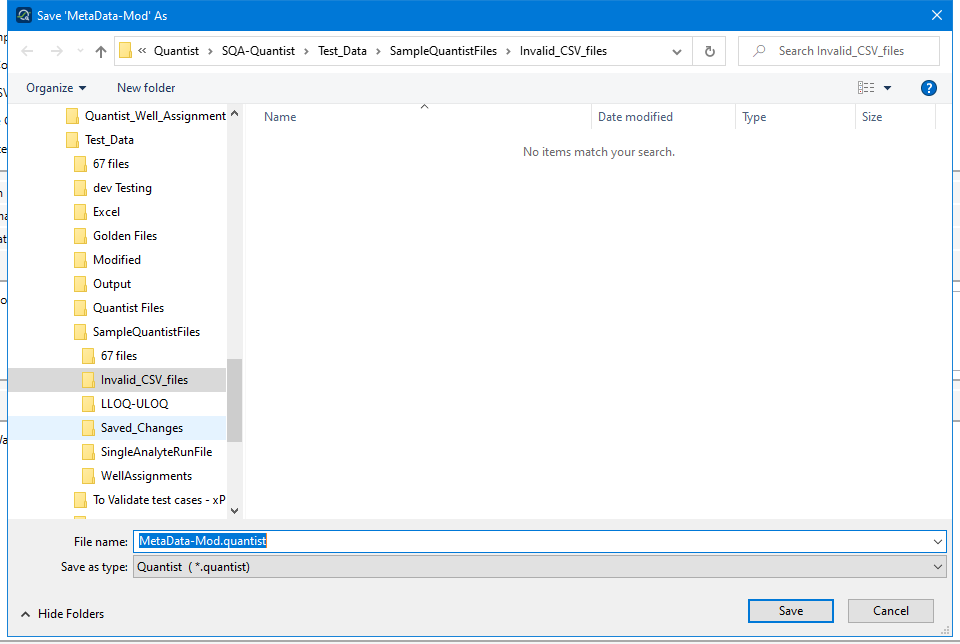 Save 'MetaData-Mod' As
« Quantist > SQA-Quantist > Test_Data > SampleQuantistFiles > Invalid_CSV_files
Search Invalid_CSV_files
Organize New folder
Name Date modified Type Size
No items match your search.
Quantist_Well_Assignment
Test_Data
67 files
dev Testing
Excel
Golden Files
Modified
Output
Quantist Files
SampleQuantistFiles
67 files
Invalid_CSV_files
LLOQ-ULOQ
Saved_Changes
SingleAnalyteRunFile
WellAssignments
To Validate test cases - xP
File name: MetaData-Mod.quantist
Save as type: Quantist ( *.quantist)
Hide Folders
Save Cancel